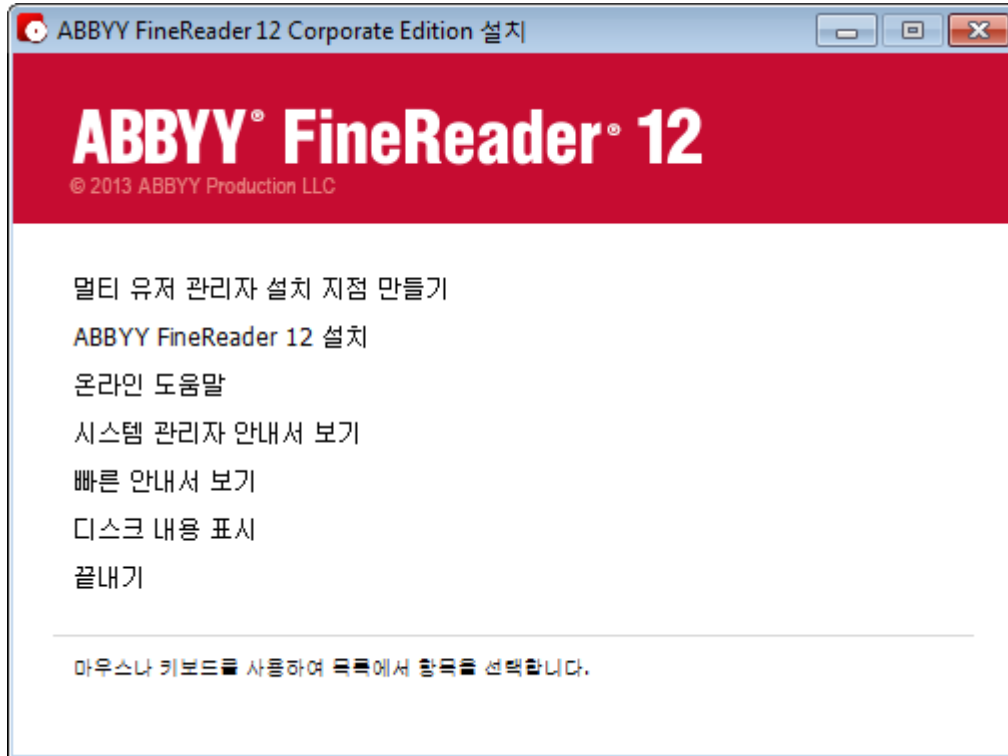 ABBYY FineReader 12 Corporate Edition 설치
ABBYY® FineReader® 12
© 2013 ABBYY Production LLC
멀티 유저 관리자 설치 지점 만들기
ABBYY FineReader 12 설치
온라인 도움말
시스템 관리자 안내서 보기
빠른 안내서 보기
디스크 내용 표시
끝내기
마우스나 키보드를 사용하여 목록에서 항목을 선택합니다.